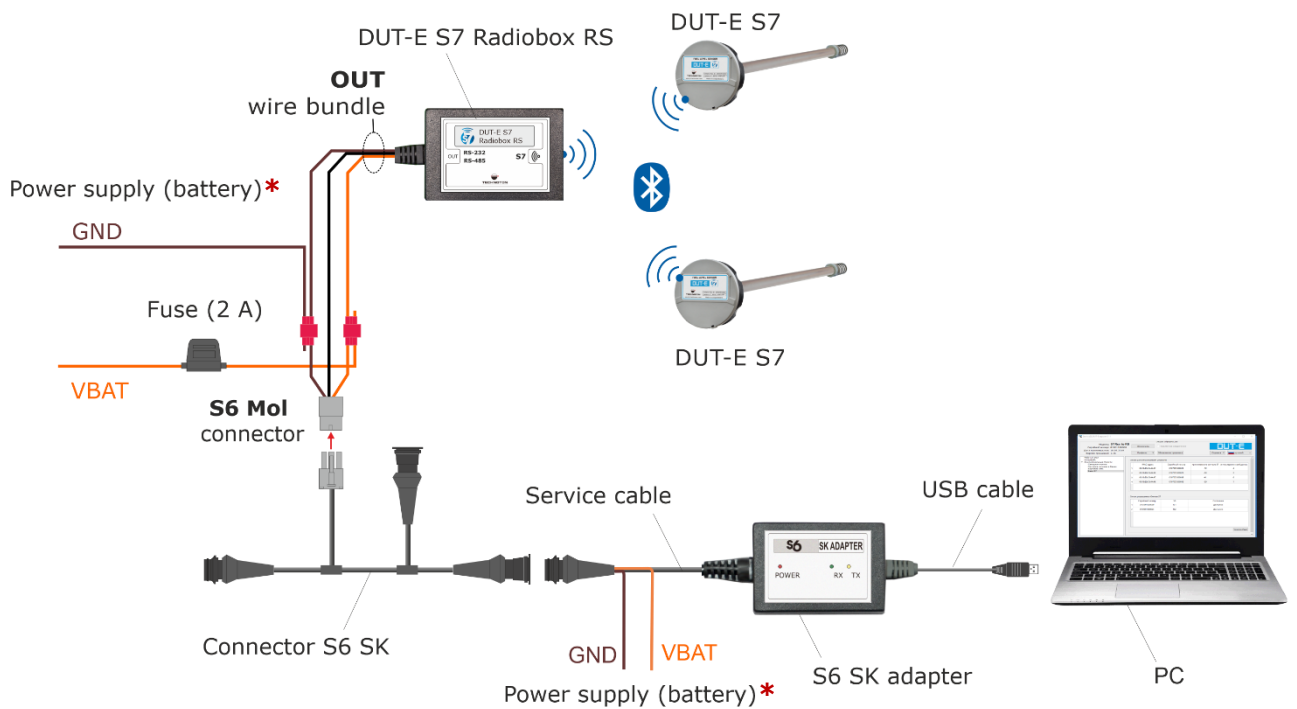 DUT-E S7 Radiobox RS
DUT-E S7
OUT
wire bundle
DUT-E S7
Radiobox RS
OUT
RS-232
RS-485
S7
TECHNOTON
Power supply (battery)*
GND
Fuse (2 A)
VBAT
DUT-E S7
S6 Mol
connector
Service cable
USB cable
DUT-E
S6 SK ADAPTER
POWER
RX TX
Connector S6 SK
GND
VBAT
Power supply (battery)*
S6 SK adapter
PC